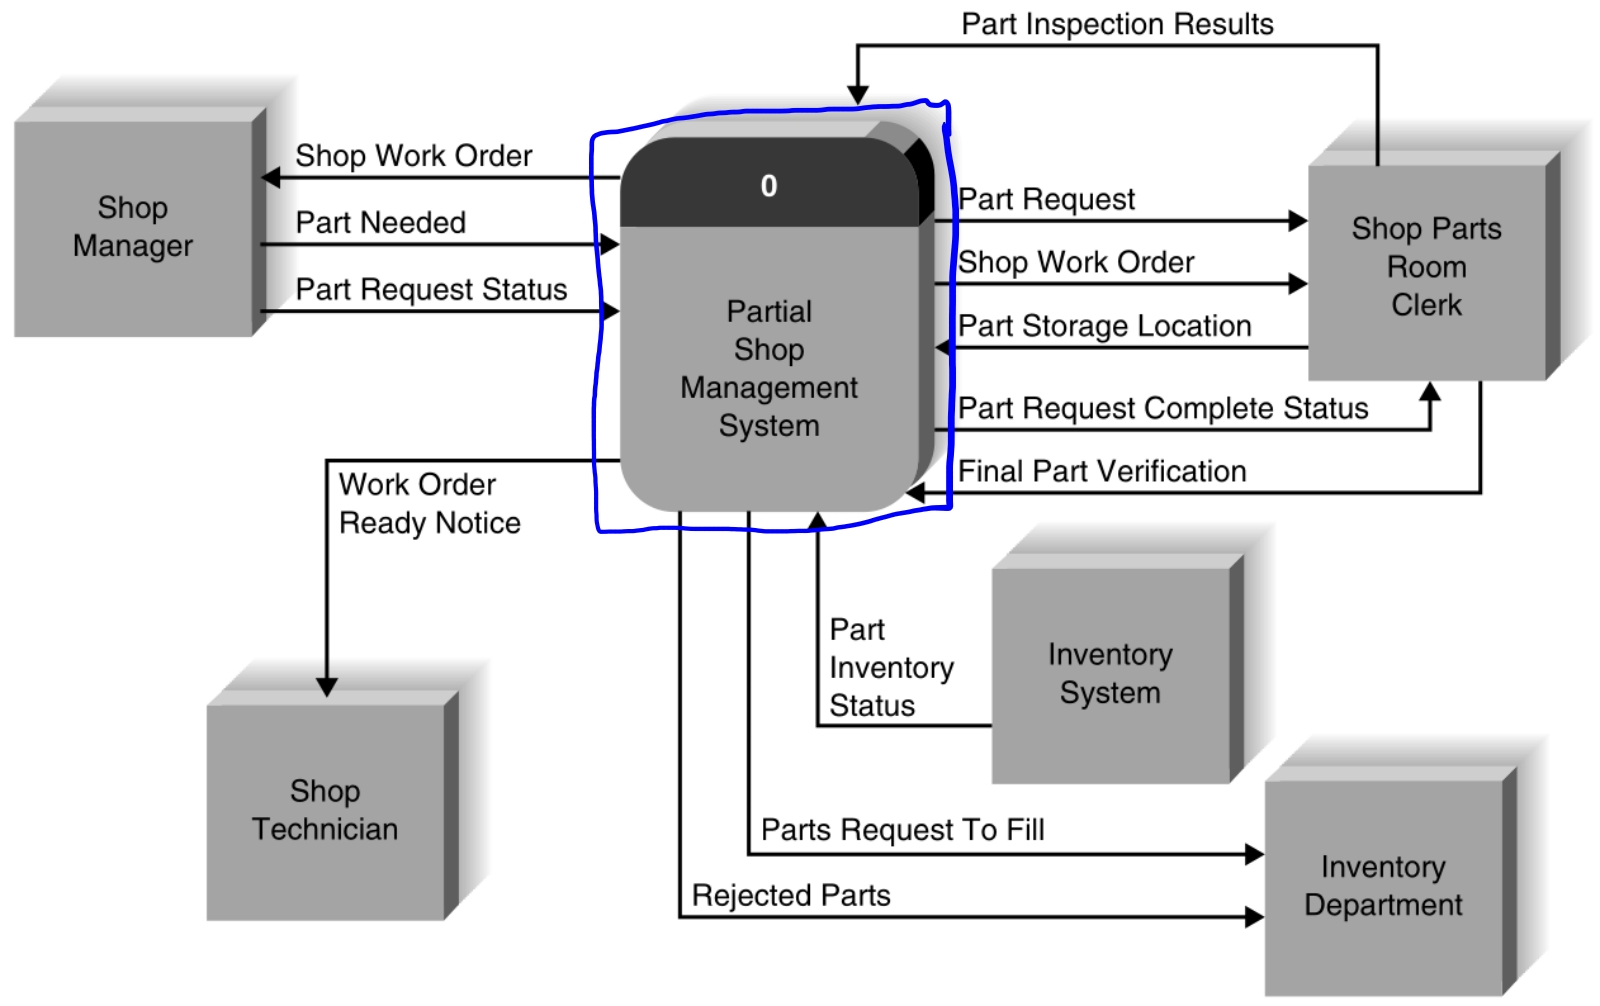 Part Inspection Results
Shop Work Order
Part Needed
Part Request Status
Shop
Manager
0
Partial
Shop
Management
System
Part Request
Shop Work Order
Part Storage Location
Part Request Complete Status
Final Part Verification
Shop Parts
Room
Clerk
Work Order
Ready Notice
Part
Inventory
Status
Inventory
System
Shop
Technician
Parts Request To Fill
Rejected Parts
Inventory
Department